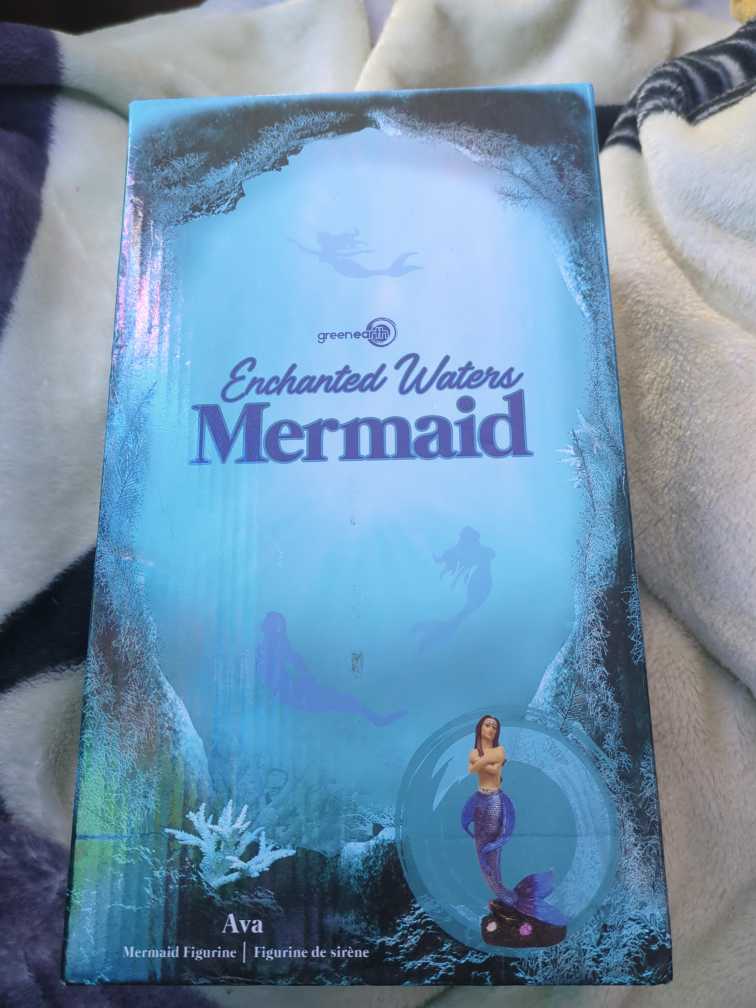 greenearth
Enchanted Waters
Mermaid
Ava
Mermaid Figurine | Figurine de sirène